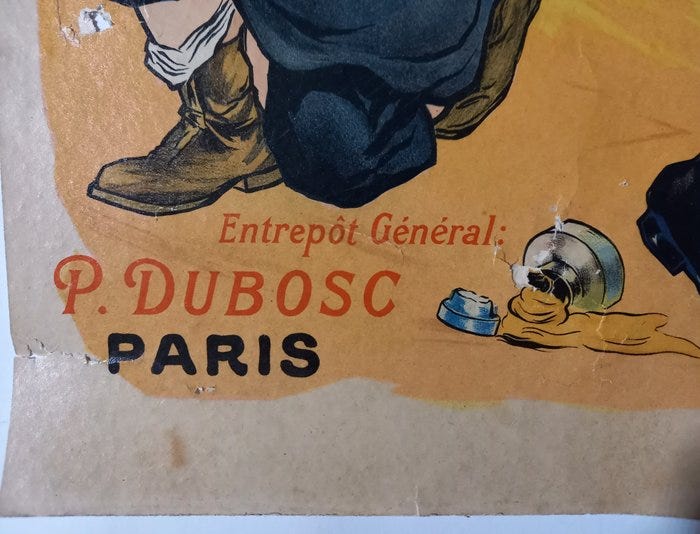 Entrepôt Général:
P. DUBOSC
PARIS